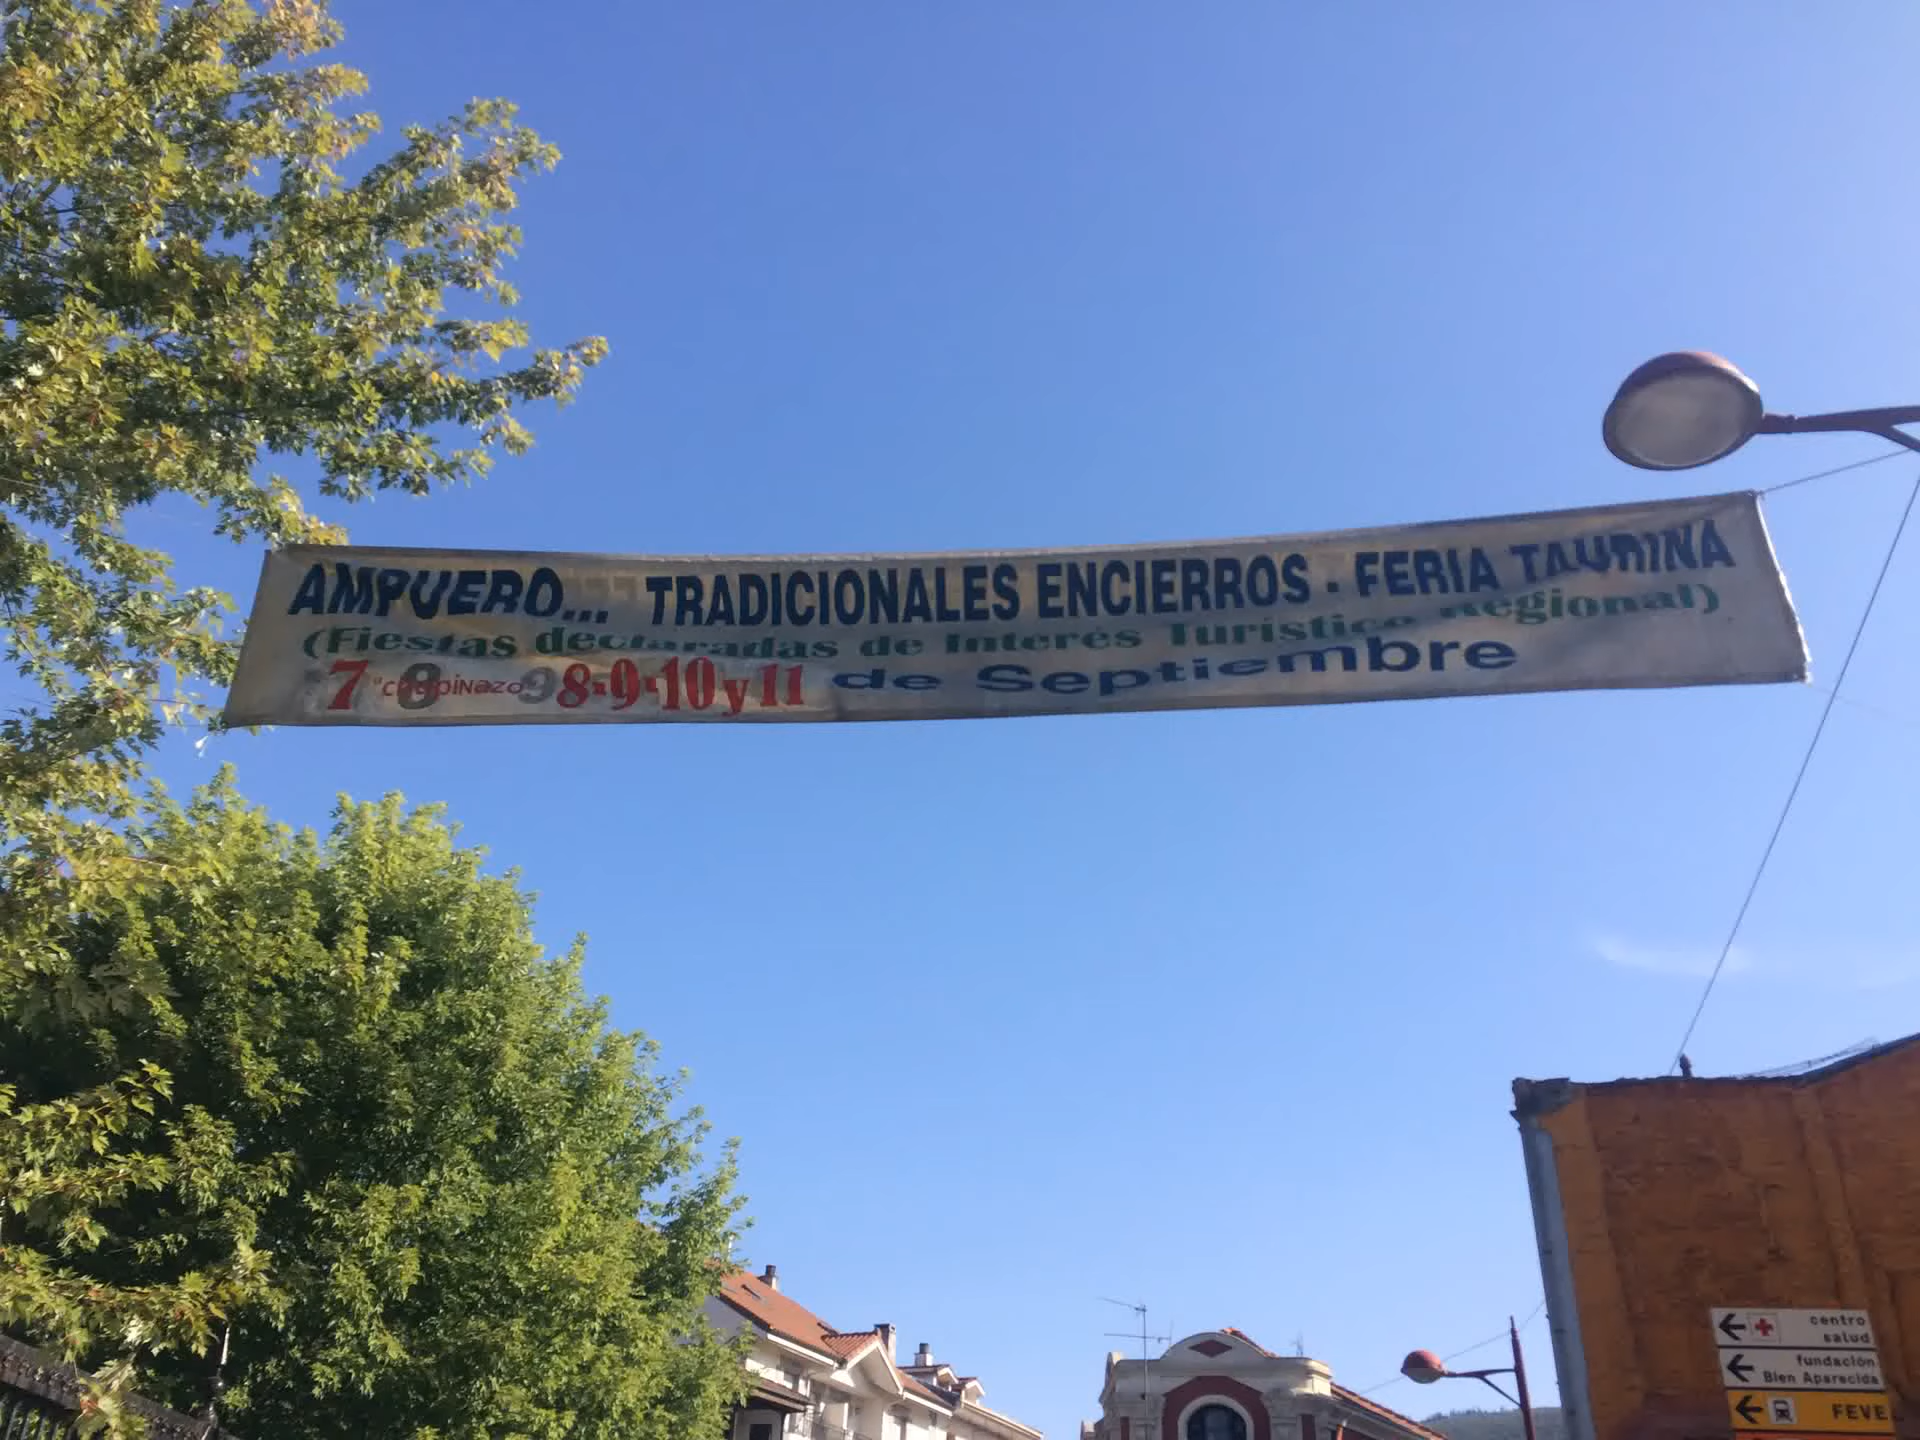 AMPUERO... TRADICIONALES ENCIERROS - FERIA TAURINA
(Fiestas declaradas de Interés Turístico Regional)
7 "CHUPINAZO" 8-9-10 y 11 de Septiembre
centro
salud
fundación
Bien Aparecida
FEVE